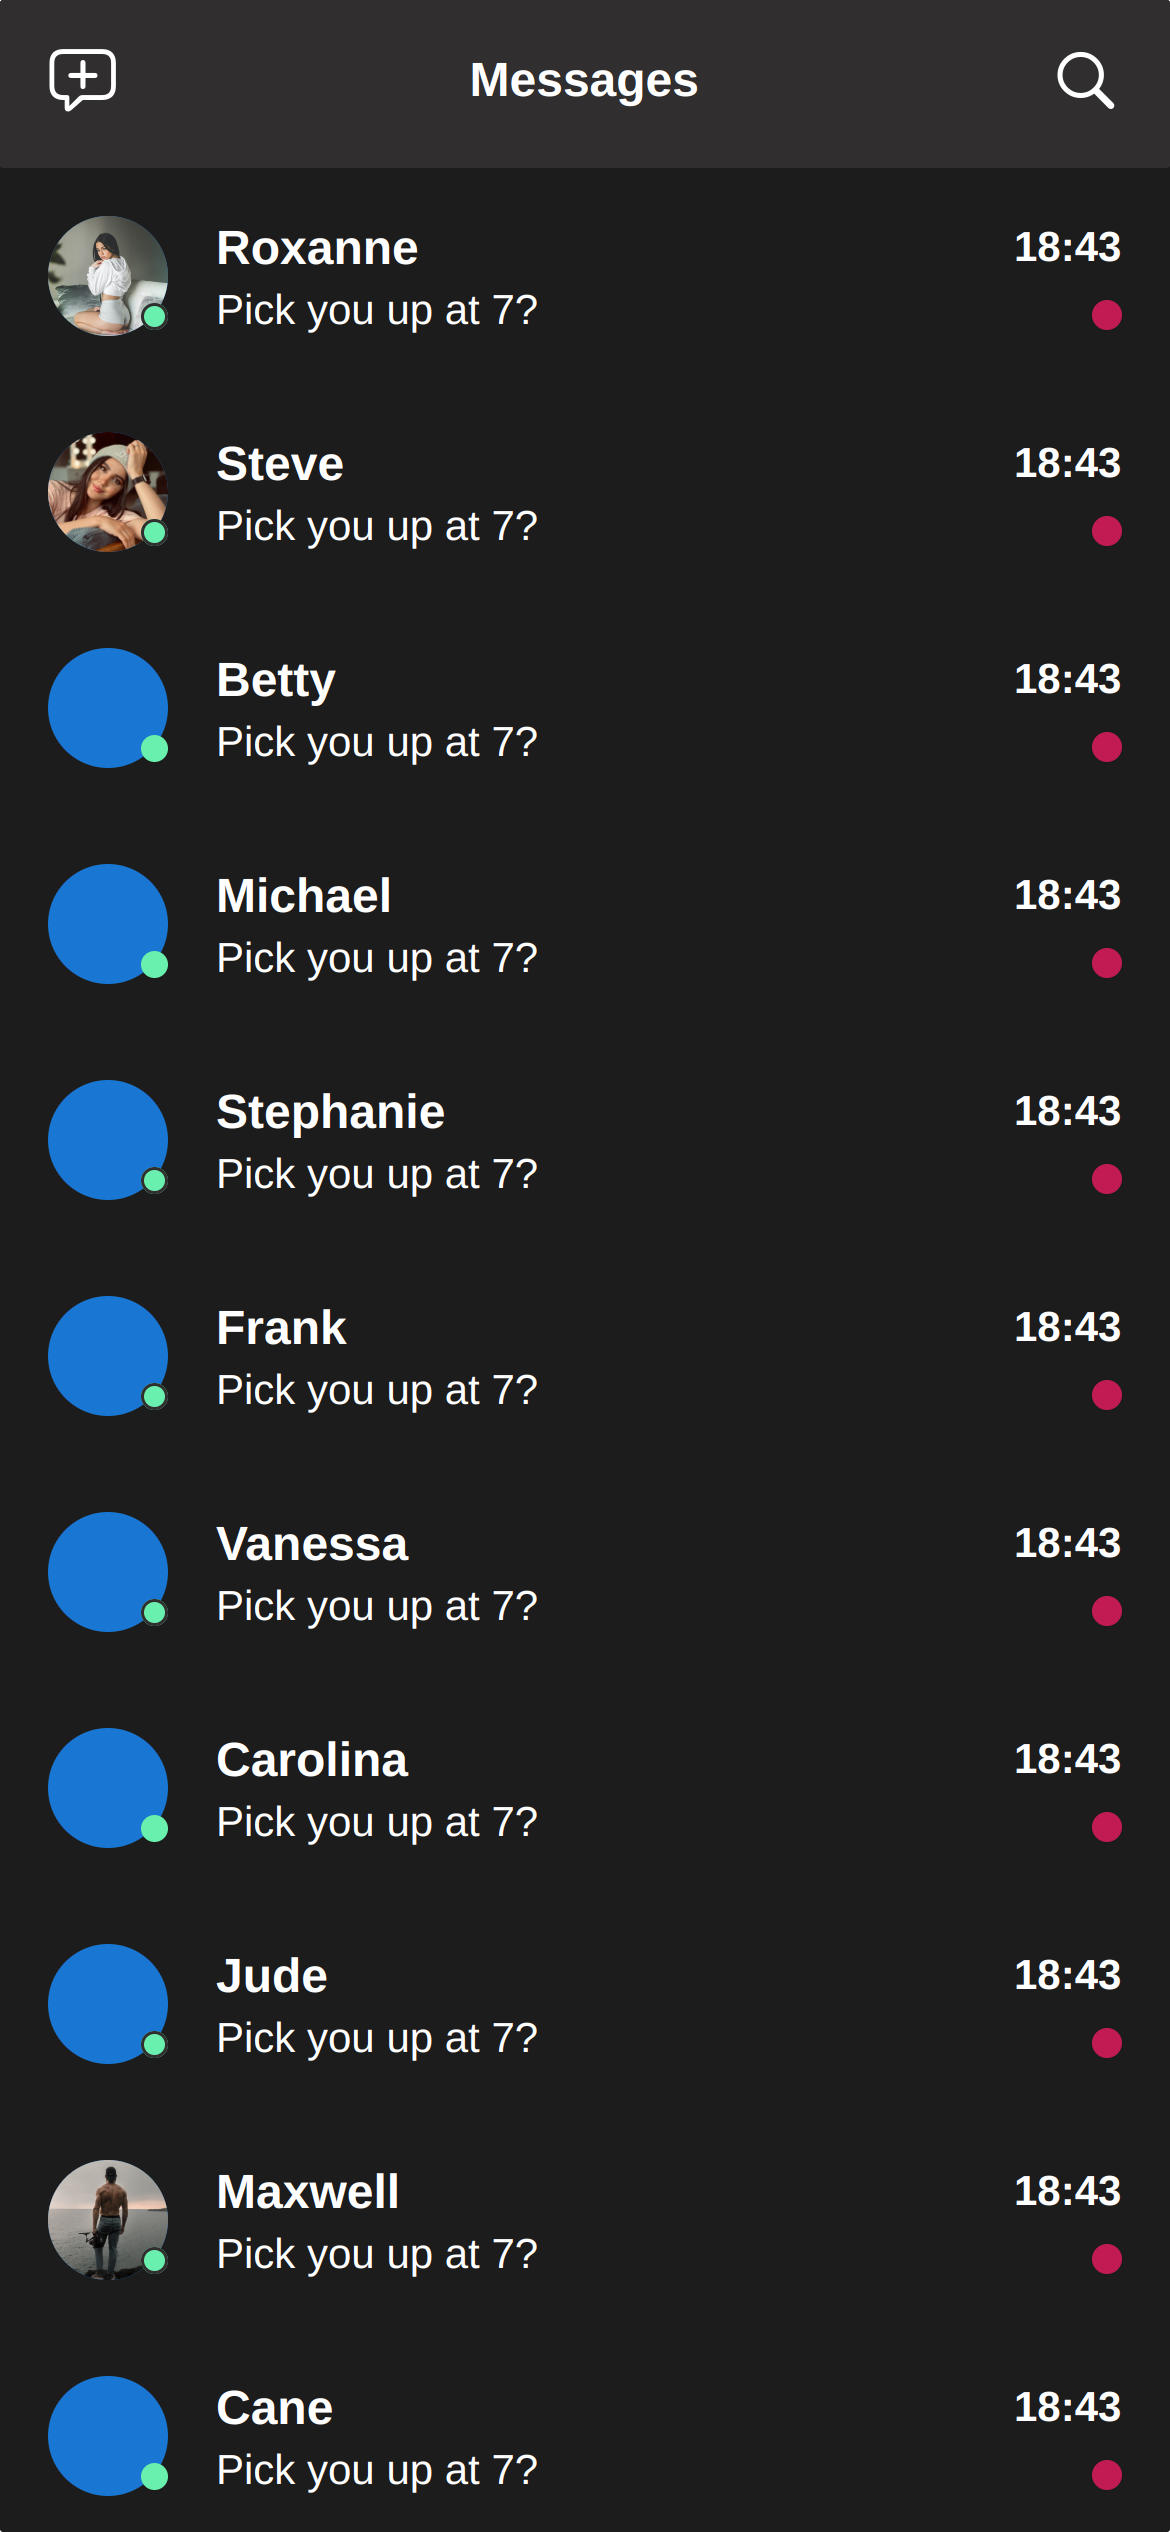 Messages
Roxanne 18:43
Pick you up at 7?
Steve 18:43
Pick you up at 7?
Betty 18:43
Pick you up at 7?
Michael 18:43
Pick you up at 7?
Stephanie 18:43
Pick you up at 7?
Frank 18:43
Pick you up at 7?
Vanessa 18:43
Pick you up at 7?
Carolina 18:43
Pick you up at 7?
Jude 18:43
Pick you up at 7?
Maxwell 18:43
Pick you up at 7?
Cane 18:43
Pick you up at 7?